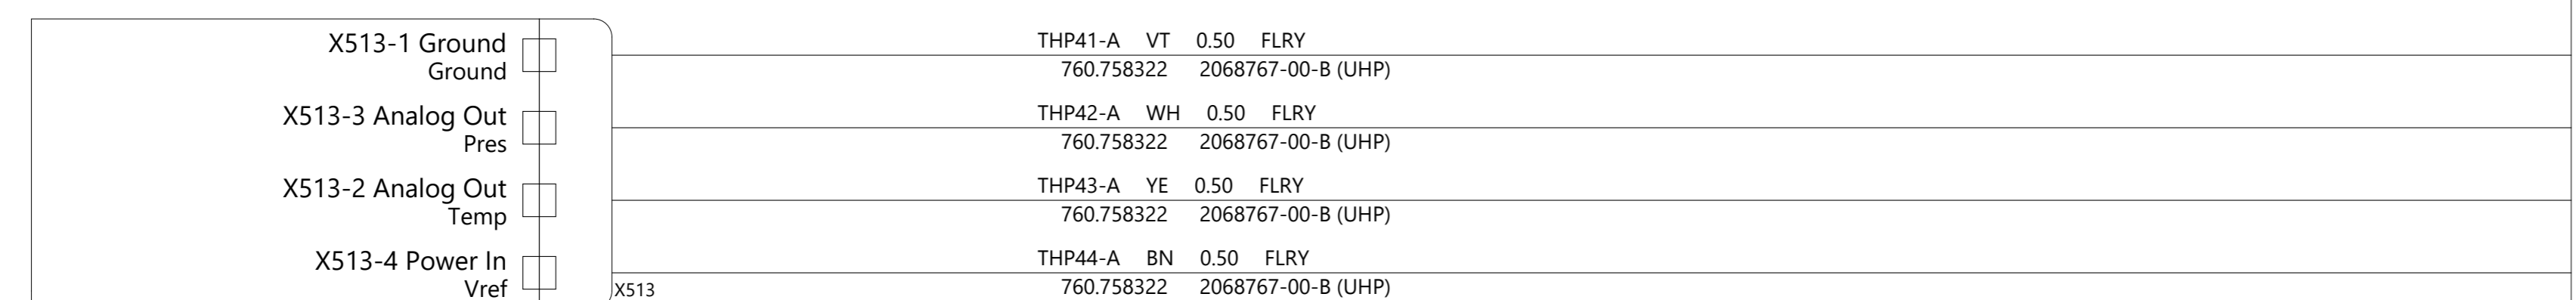 X513-1 Ground
Ground
THP41-A VT 0.50 FLRY
760.758322 2068767-00-B (UHP)
X513-3 Analog Out
Pres
THP42-A WH 0.50 FLRY
760.758322 2068767-00-B (UHP)
X513-2 Analog Out
Temp
THP43-A YE 0.50 FLRY
760.758322 2068767-00-B (UHP)
X513-4 Power In
Vref
X513
THP44-A BN 0.50 FLRY
760.758322 2068767-00-B (UHP)